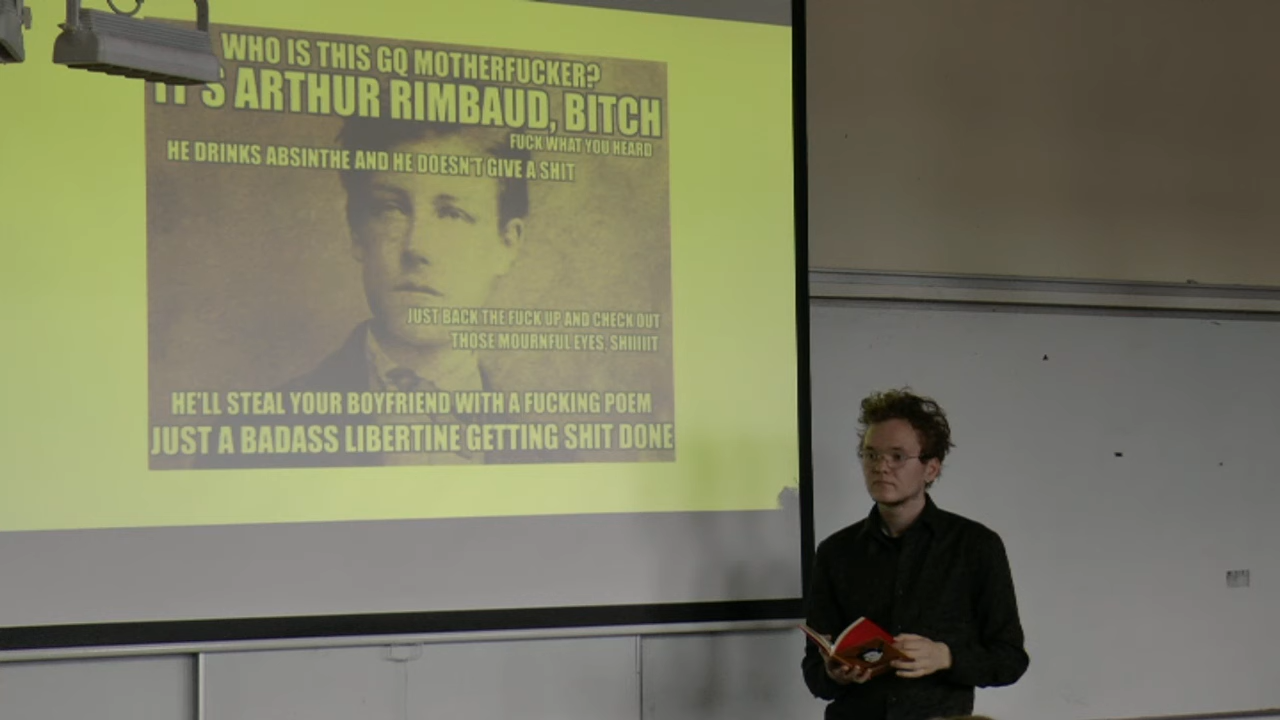 WHO IS THIS GQ MOTHERFUCKER?
IT'S ARTHUR RIMBAUD, BITCH
FUCK WHAT YOU HEARD
HE DRINKS ABSINTHE AND HE DOESN'T GIVE A SHIT
JUST BACK THE FUCK UP AND CHECK OUT
THOSE MOURNFUL EYES, SHIIIIIT
HE'LL STEAL YOUR BOYFRIEND WITH A FUCKING POEM
JUST A BADASS LIBERTINE GETTING SHIT DONE